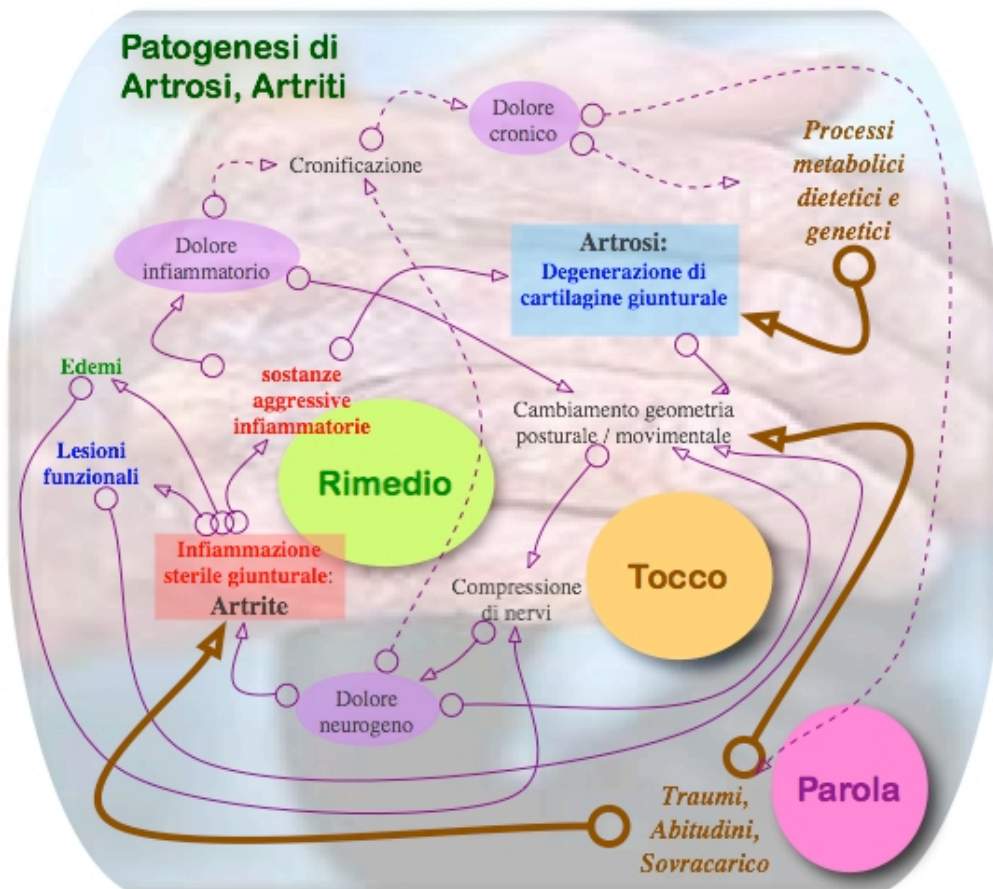 Patogenesi di
Artrosi, Artriti
Dolore
cronico
Cronificazione
Processi
metabolici
dietetici e
genetici
Dolore
infiammatorio
Artrosi:
Degenerazione di
cartilagine giunturale
Edemi
sostanze
aggressive
infiammatorie
Cambiamento geometria
posturale / movimentale
Lesioni
funzionali
Rimedio
Infiammazione
sterile giunturale:
Artrite
Compressione
di nervi
Tocco
Dolore
neurogeno
Parola
Traumi,
Abitudini,
Sovracarico